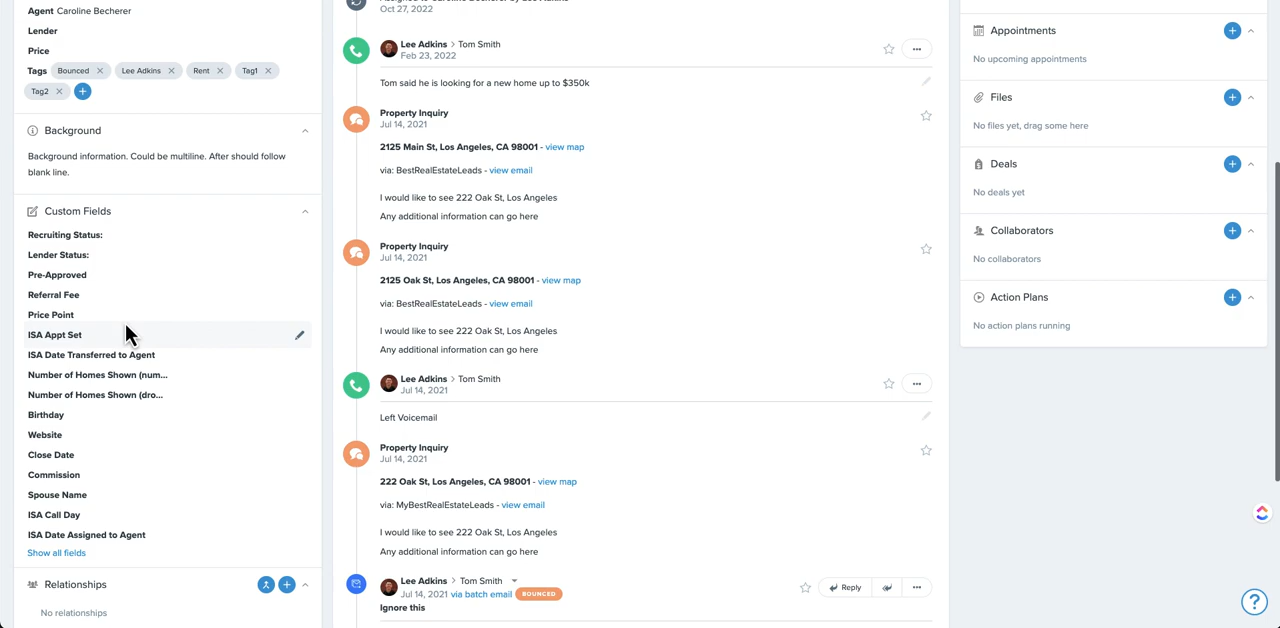 Agent Caroline Becherer
Lender
Price
Tags Bounced Lee Adkins Rent Tag1
Tag2
Background
Background information. Could be multiline. After should follow
blank line.
Custom Fields
Recruiting Status:
Lender Status:
Pre-Approved
Referral Fee
Price Point
ISA Appt Set
ISA Date Transferred to Agent
Number of Homes Shown (num...
Number of Homes Shown (dro...
Birthday
Website
Close Date
Commission
Spouse Name
ISA Call Day
ISA Date Assigned to Agent
Show all fields
Relationships
No relationships
Oct 27, 2022
Lee Adkins > Tom Smith
Feb 23, 2022
Tom said he is looking for a new home up to $350k
Property Inquiry
Jul 14, 2021
2125 Main St, Los Angeles, CA 98001 - view map
via: BestRealEstateLeads - view email
I would like to see 222 Oak St, Los Angeles
Any additional information can go here
Property Inquiry
Jul 14, 2021
2125 Oak St, Los Angeles, CA 98001 - view map
via: BestRealEstateLeads - view email
I would like to see 222 Oak St, Los Angeles
Any additional information can go here
Lee Adkins > Tom Smith
Jul 14, 2021
Left Voicemail
Property Inquiry
Jul 14, 2021
222 Oak St, Los Angeles, CA 98001 - view map
via: MyBestRealEstateLeads - view email
I would like to see 222 Oak St, Los Angeles
Any additional information can go here
Lee Adkins > Tom Smith
Jul 14, 2021 via batch email BOUNCED
Reply
Ignore this
Appointments
No upcoming appointments
Files
No files yet, drag some here
Deals
No deals yet
Collaborators
No collaborators
Action Plans
No action plans running